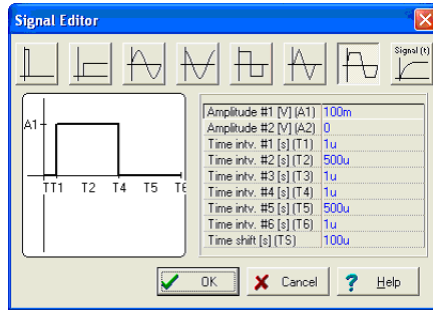 Signal Editor
Signal (t)
A1
TT1 T2 T4 T5 T6
Amplitude #1 [V] (A1) 100m
Amplitude #2 [V] (A2) 0
Time intv. #1 [s] (T1) 1u
Time intv. #2 [s] (T2) 500u
Time intv. #3 [s] (T3) 1u
Time intv. #4 [s] (T4) 1u
Time intv. #5 [s] (T5) 500u
Time intv. #6 [s] (T6) 1u
Time shift [s] (TS) 100u
OK Cancel ? Help